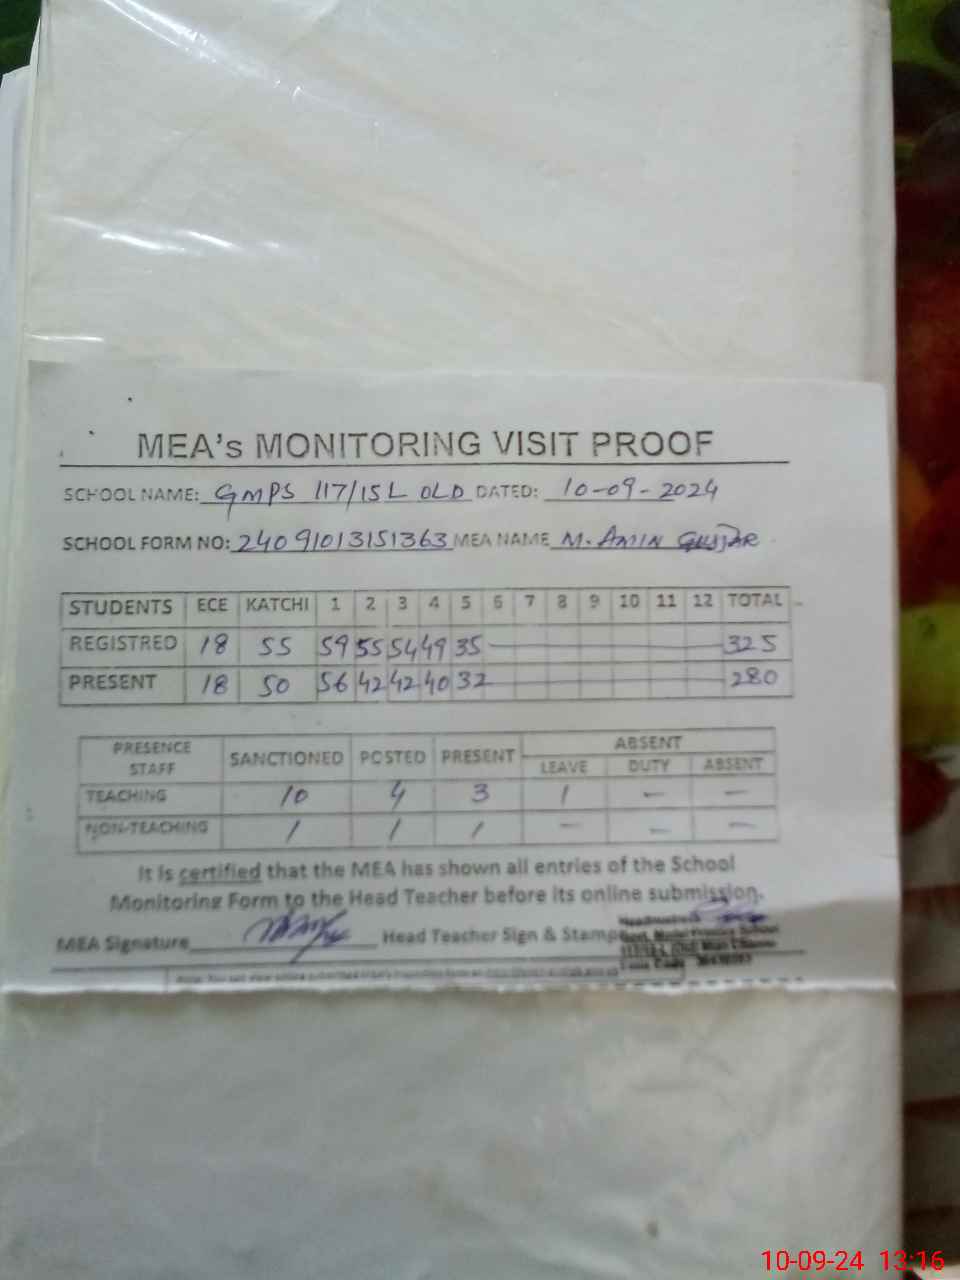 MEA's MONITORING VISIT PROOF
SCHOOL NAME: GMPS 117/15L OLD DATED: 10-09-2024
SCHOOL FORM NO: 24091013151363 MEA NAME M. AMIN GUJJAR
STUDENTS ECE KATCHI 1 2 3 4 5 6 7 8 9 10 11 12 TOTAL
REGISTRED 18 55 59 55 54 49 35 325
PRESENT 18 50 56 42 42 40 32 280
PRESENCE STAFF SANCTIONED POSTED PRESENT ABSENT
LEAVE DUTY ABSENT
TEACHING 10 4 3 1 - -
NON-TEACHING 1 1 1 - - -
It is certified that the MEA has shown all entries of the School
Monitoring Form to the Head Teacher before its online submission.
MEA Signature Head Teacher Sign & Stamp
10-09-24 13:16